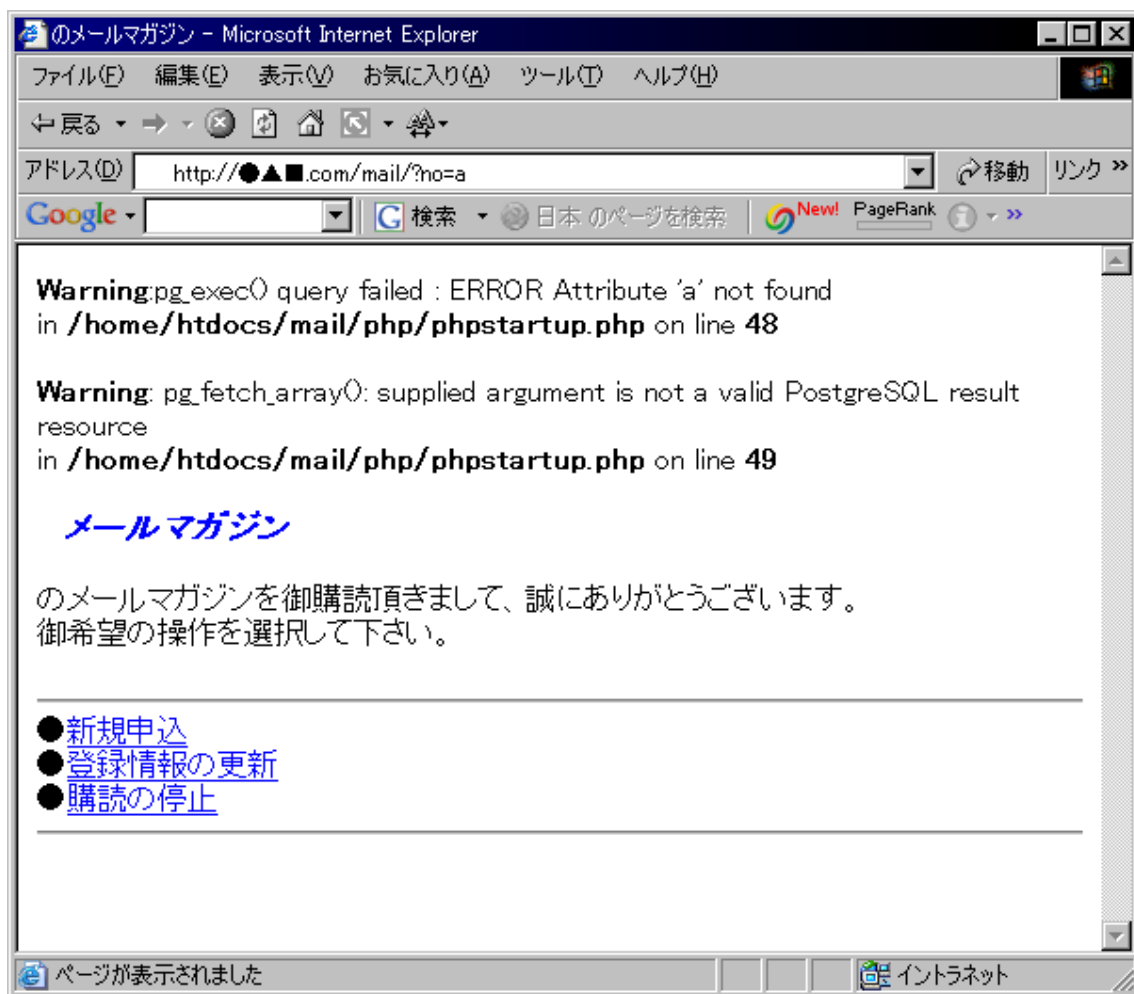 のメールマガジン - Microsoft Internet Explorer
ファイル(F) 編集(E) 表示(V) お気に入り(A) ツール(T) ヘルプ(H)
戻る
アドレス(D) http://●▲■.com/mail/?no=a 移動 リンク »
Google 検索 日本 のページを検索 New! PageRank »
Warning:pg_exec() query failed : ERROR Attribute 'a' not found
in /home/htdocs/mail/php/phpstartup.php on line 48
Warning: pg_fetch_array(): supplied argument is not a valid PostgreSQL result
resource
in /home/htdocs/mail/php/phpstartup.php on line 49
メールマガジン
のメールマガジンを御購読頂きまして、誠にありがとうございます。
御希望の操作を選択して下さい。
●新規申込
●登録情報の更新
●購読の停止
ページが表示されました イントラネット